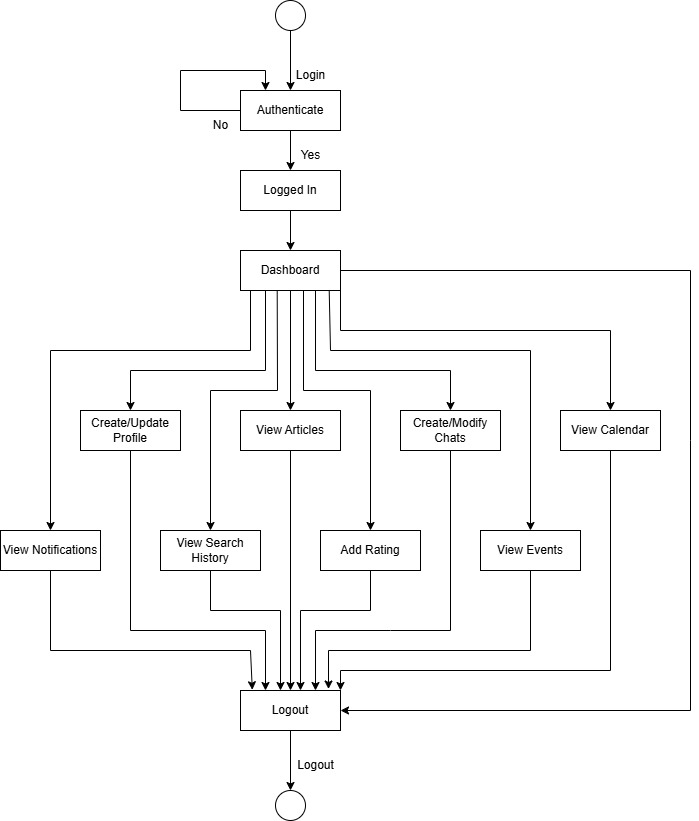 Login
Authenticate
No
Yes
Logged In
Dashboard
Create/Update
Profile
View Articles
Create/Modify
Chats
View Calendar
View Notifications
View Search
History
Add Rating
View Events
Logout
Logout